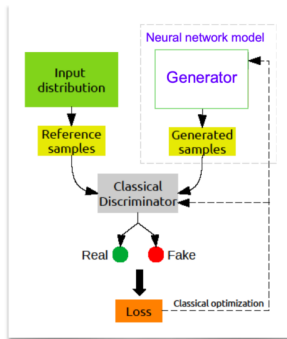 Neural network model
Input
distribution
Generator
Reference
samples
Generated
samples
Classical
Discriminator
Real
Fake
Loss
Classical optimization